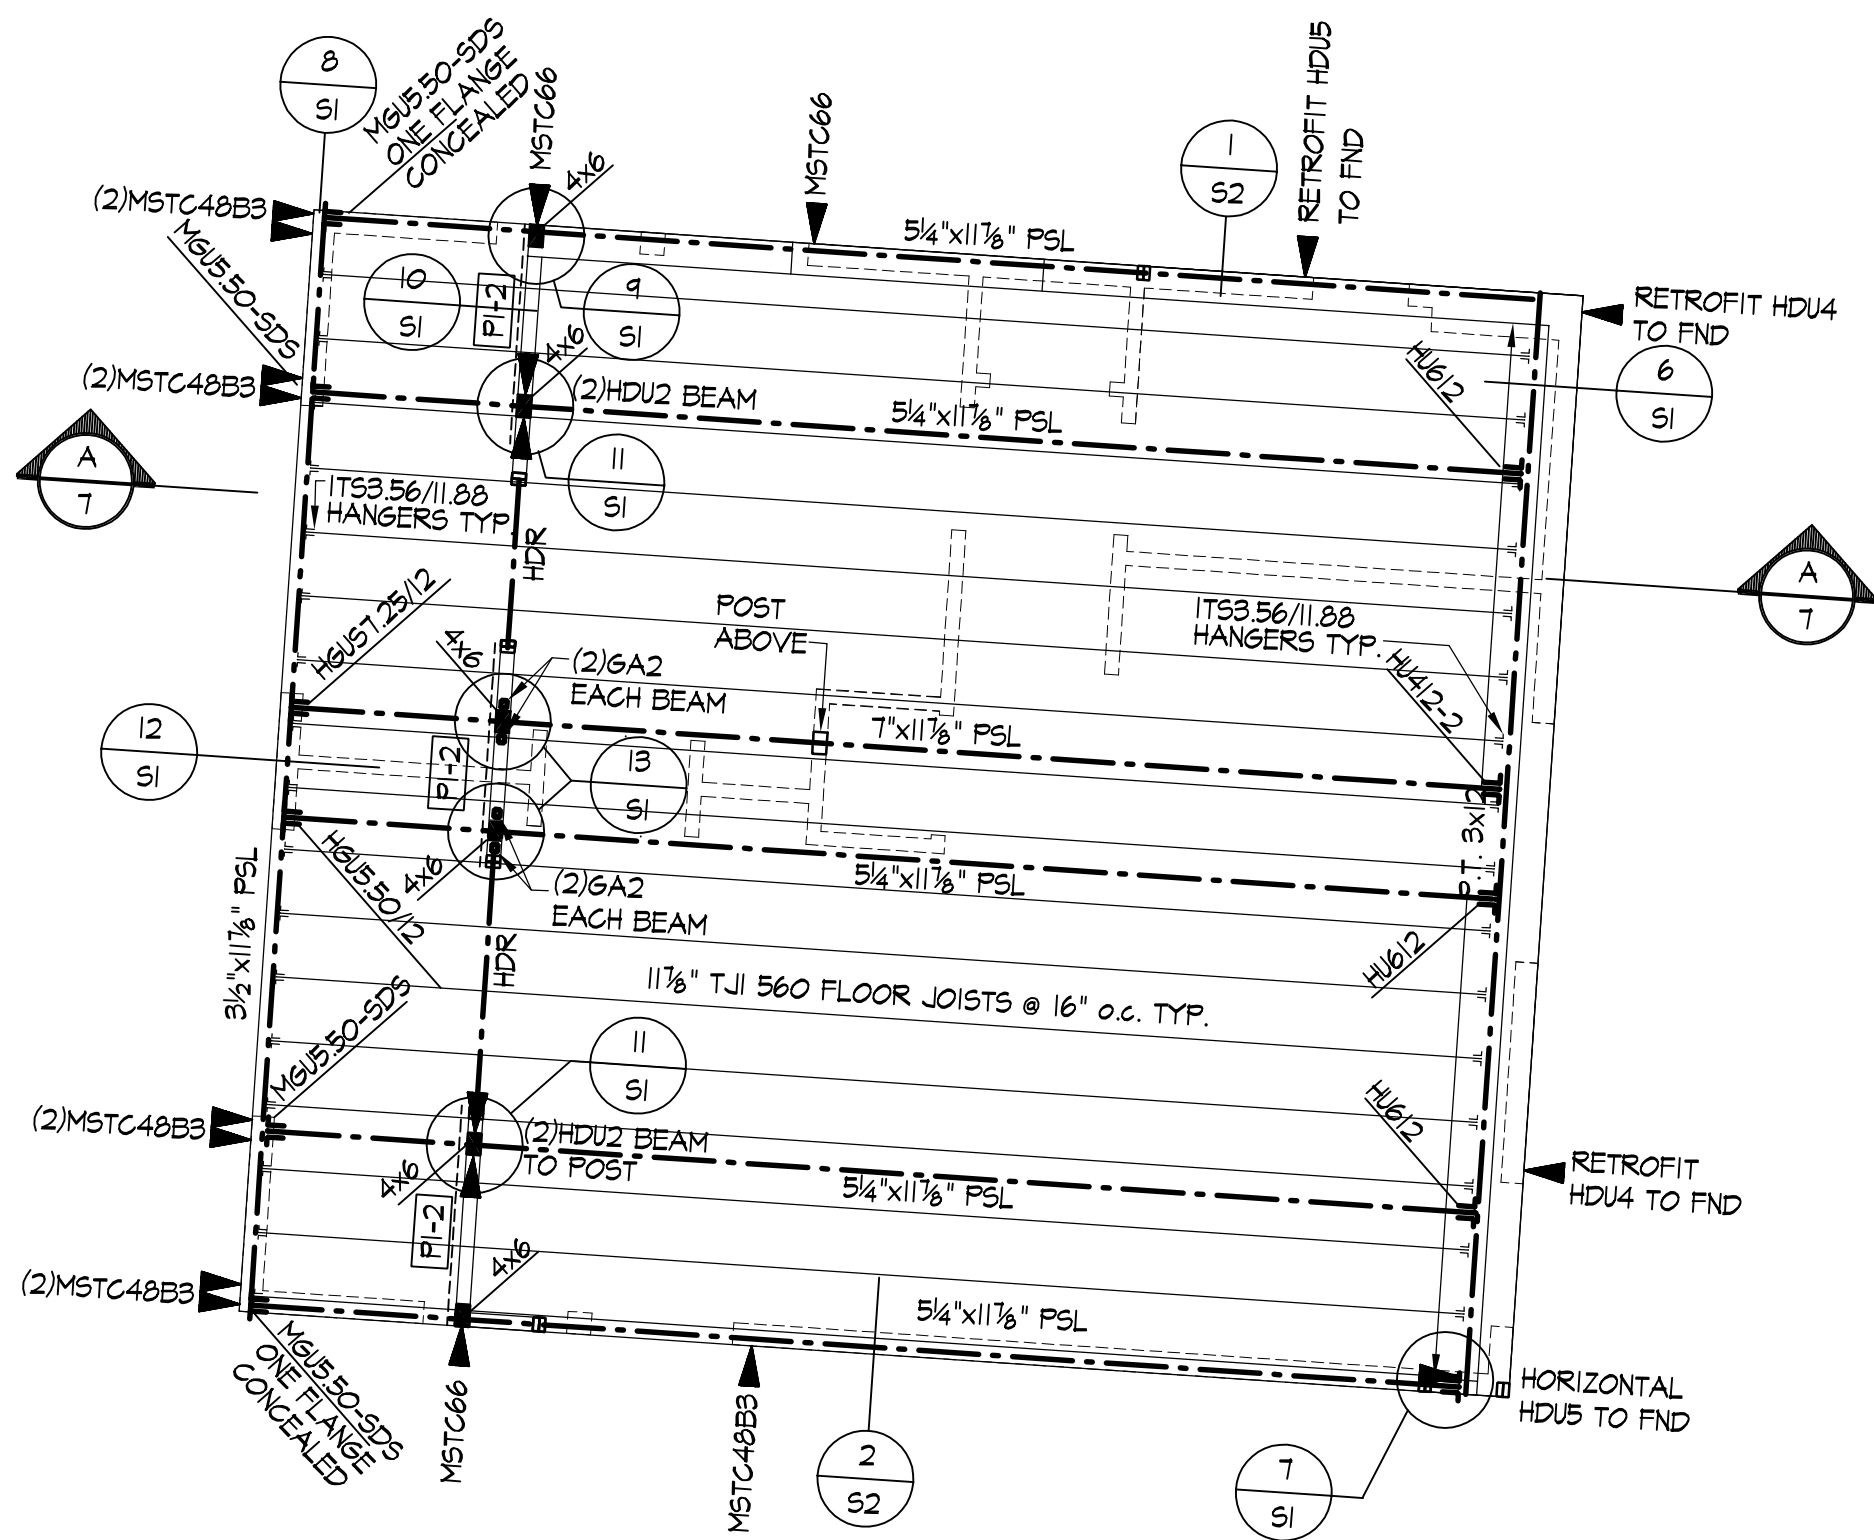 8
S1
MGU5.50-SDS
ONE FLANGE
CONCEALED
MSTC66
4x6
MSTC66
1
S2
RETROFIT HDU5
TO FND
(2)MSTC48B3
5¼"x11⅞" PSL
MGU5.50-SDS
10
S1
P1-2
9
S1
4x6
RETROFIT HDU4
TO FND
6
S1
HU612
(2)MSTC48B3
(2)HDU2 BEAM
5¼"x11⅞" PSL
A
7
11
S1
ITS3.56/11.88
HANGERS TYP.
HDR
A
7
HGUS7.25/12
4x6
(2)GA2
EACH BEAM
POST
ABOVE
ITS3.56/11.88
HANGERS TYP.
HU412-2
7"x11⅞" PSL
12
S1
P1-2
13
S1
P.T. 3x12
3½"x11⅞" PSL
HGU5.50/12
4x6
5¼"x11⅞" PSL
(2)GA2
EACH BEAM
HDR
HU612
11⅞" TJI 560 FLOOR JOISTS @ 16" o.c. TYP.
MGU5.50-SDS
11
S1
(2)MSTC48B3
(2)HDU2 BEAM
TO POST
4x6
5¼"x11⅞" PSL
HU612
RETROFIT
HDU4 TO FND
P1-2
4x6
(2)MSTC48B3
5¼"x11⅞" PSL
MGU5.50-SDS
ONE FLANGE
CONCEALED
MSTC66
MSTC48B3
2
S2
7
S1
HORIZONTAL
HDU5 TO FND